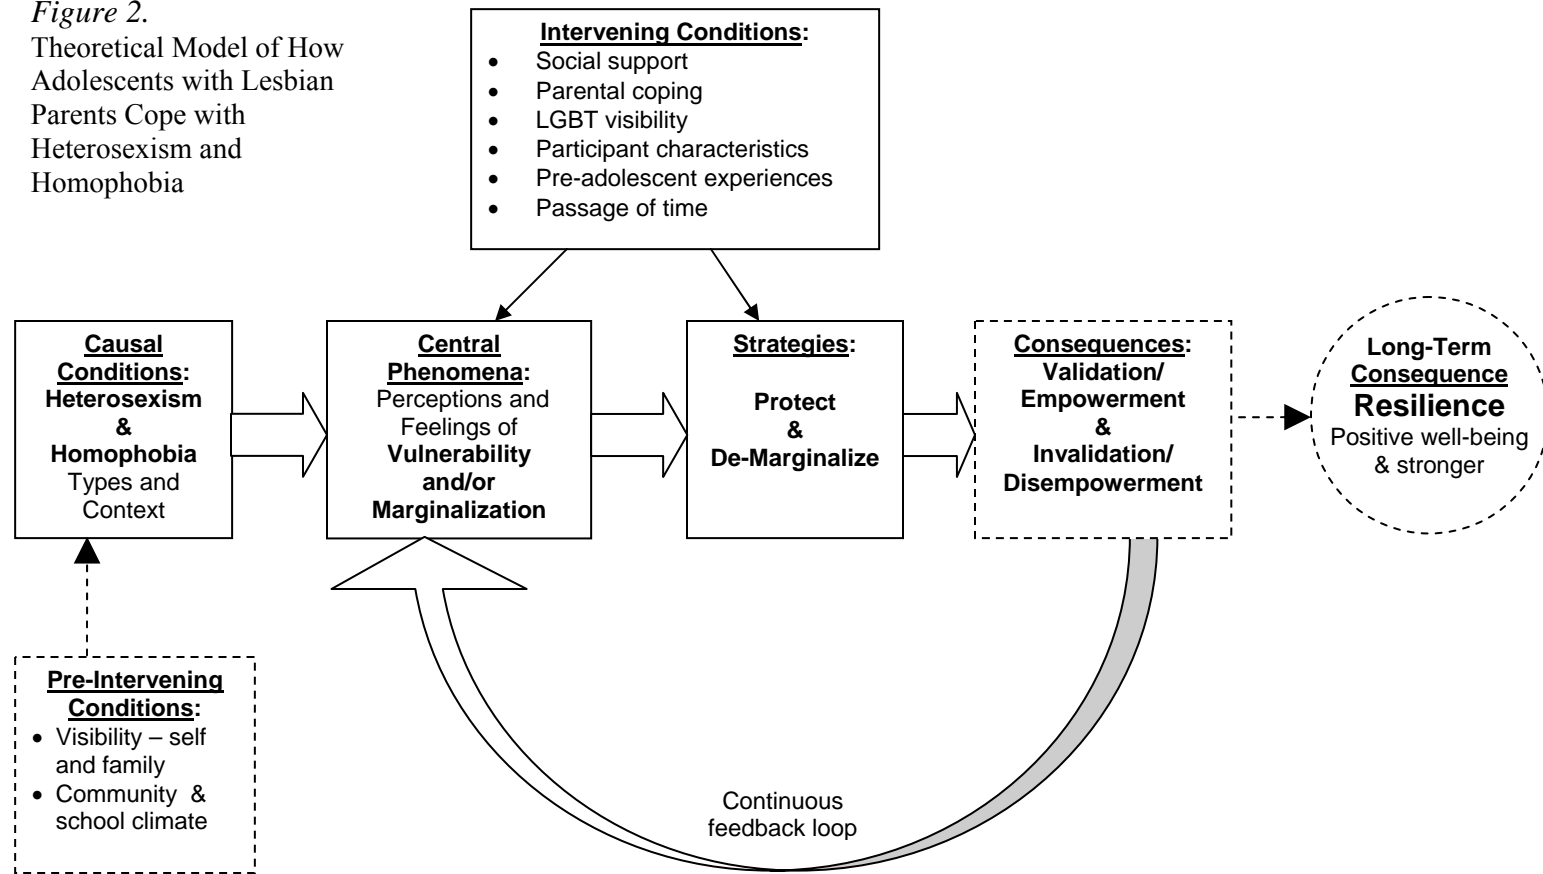 Figure 2.
Theoretical Model of How
Adolescents with Lesbian
Parents Cope with
Heterosexism and
Homophobia
Intervening Conditions:
• Social support
• Parental coping
• LGBT visibility
• Participant characteristics
• Pre-adolescent experiences
• Passage of time
Causal
Conditions:
Heterosexism
&
Homophobia
Types and
Context
Central
Phenomena:
Perceptions and
Feelings of
Vulnerability
and/or
Marginalization
Strategies:
Protect
&
De-Marginalize
Consequences:
Validation/
Empowerment
&
Invalidation/
Disempowerment
Long-Term
Consequence
Resilience
Positive well-being
& stronger
Pre-Intervening
Conditions:
• Visibility – self
and family
• Community &
school climate
Continuous
feedback loop